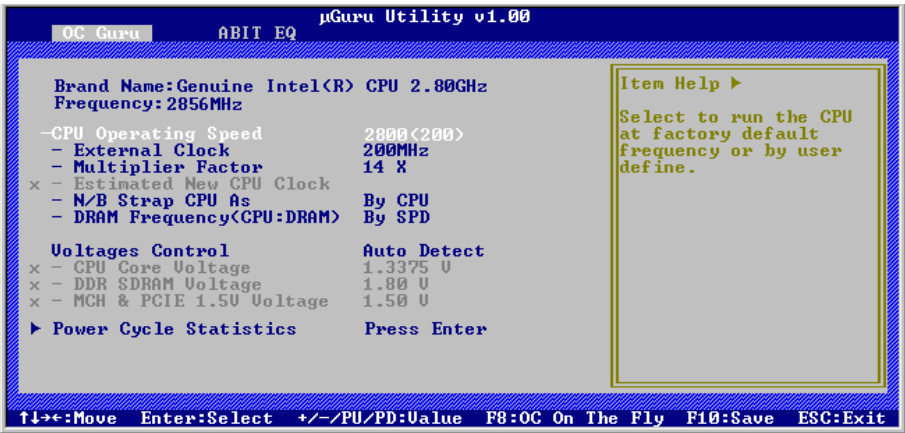 µGuru Utility v1.00
OC Guru ABIT EQ
Brand Name:Genuine Intel(R) CPU 2.80GHz
Frequency:2856MHz
-CPU Operating Speed 2800(200)
- External Clock 200MHz
- Multiplier Factor 14 X
x - Estimated New CPU Clock
- N/B Strap CPU As By CPU
- DRAM Frequency(CPU:DRAM) By SPD
Voltages Control Auto Detect
x - CPU Core Voltage 1.3375 V
x - DDR SDRAM Voltage 1.80 V
x - MCH & PCIE 1.5V Voltage 1.50 V
▶ Power Cycle Statistics Press Enter
Item Help ▶
Select to run the CPU
at factory default
frequency or by user
define.
↑↓→←:Move Enter:Select +/-/PU/PD:Value F8:OC On The Fly F10:Save ESC:Exit